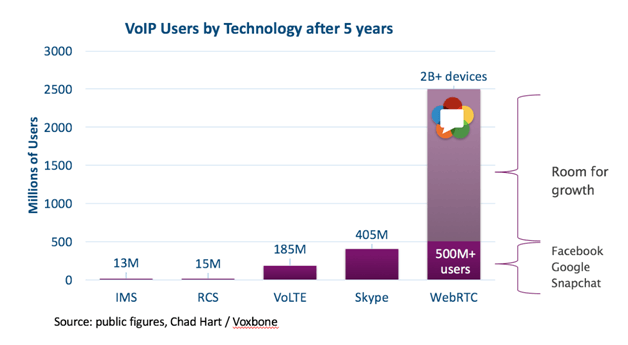 VoIP Users by Technology after 5 years
3000
2500
2000
1500
1000
500
0
Millions of Users
13M
15M
185M
405M
2B+ devices
500M+
users
IMS
RCS
VoLTE
Skype
WebRTC
Room for
growth
Facebook
Google
Snapchat
Source: public figures, Chad Hart / Voxbone